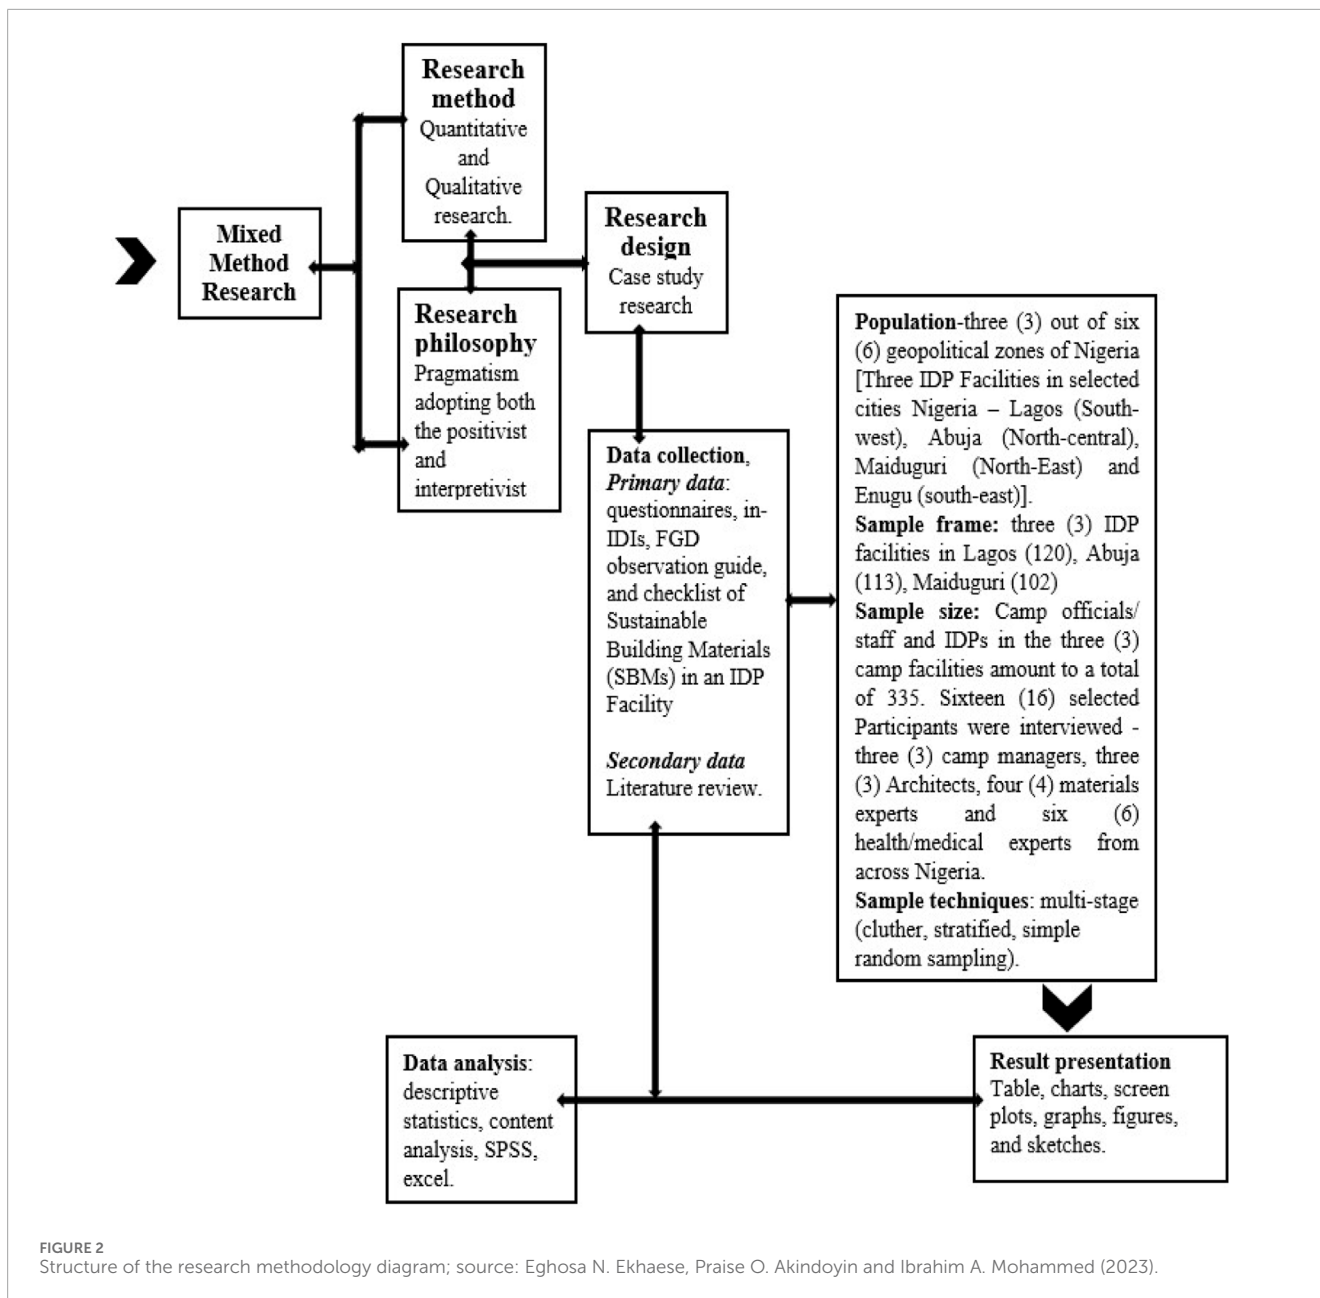 Mixed
Method
Research
Research
method
Quantitative
and
Qualitative
research.
Research
philosophy
Pragmatism
adopting both
the positivist
and
interpretivist
Research
design
Case study
research
Data collection,
Primary data:
questionnaires, in-
IDIs, FGD
observation guide,
and checklist of
Sustainable
Building Materials
(SBMs) in an IDP
Facility
Secondary data
Literature review.
Population-three (3) out of six
(6) geopolitical zones of Nigeria
[Three IDP Facilities in selected
cities Nigeria – Lagos (South-
west), Abuja (North-central),
Maiduguri (North-East) and
Enugu (south-east)].
Sample frame: three (3) IDP
facilities in Lagos (120), Abuja
(113), Maiduguri (102)
Sample size: Camp officials/
staff and IDPs in the three (3)
camp facilities amount to a total
of 335. Sixteen (16) selected
Participants were interviewed -
three (3) camp managers, three
(3) Architects, four (4) materials
experts and six (6)
health/medical experts from
across Nigeria.
Sample techniques: multi-stage
(cluther, stratified, simple
random sampling).
Data analysis:
descriptive
statistics, content
analysis, SPSS,
excel.
Result presentation
Table, charts, screen
plots, graphs, figures,
and sketches.
FIGURE 2
Structure of the research methodology diagram; source: Eghosa N. Ekhaese, Praise O. Akindoyin and Ibrahim A. Mohammed (2023).